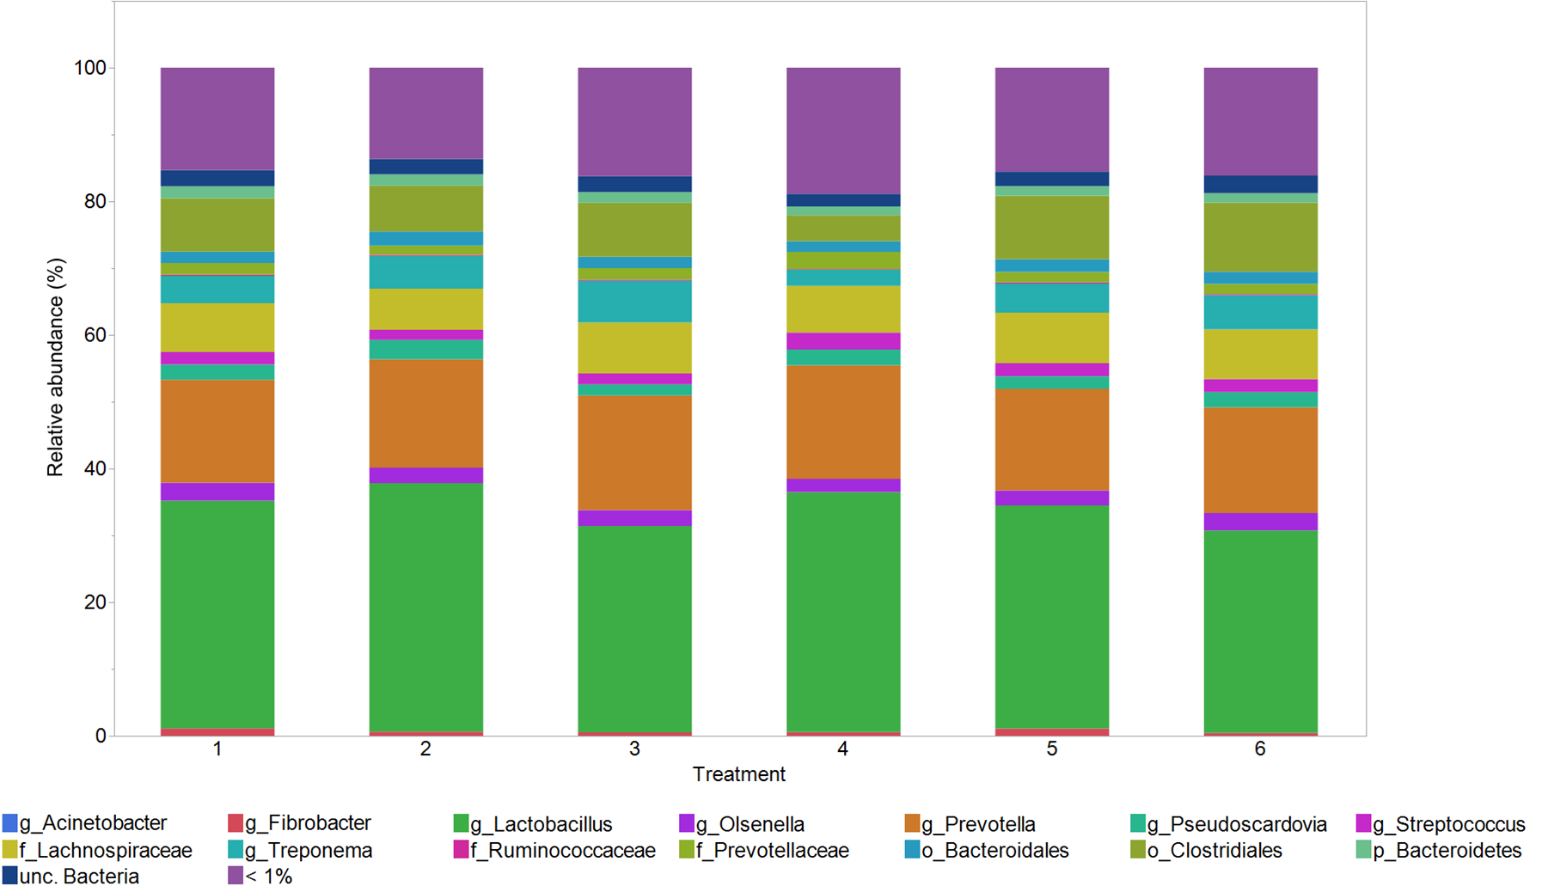 Relative abundance (%)
100
80
60
40
20
0
1 2 3 4 5 6
Treatment
g_Acinetobacter g_Fibrobacter g_Lactobacillus g_Olsenella g_Prevotella g_Pseudoscardovia g_Streptococcus
f_Lachnospiraceae g_Treponema f_Ruminococcaceae f_Prevotellaceae o_Bacteroidales o_Clostridiales p_Bacteroidetes
unc. Bacteria < 1%